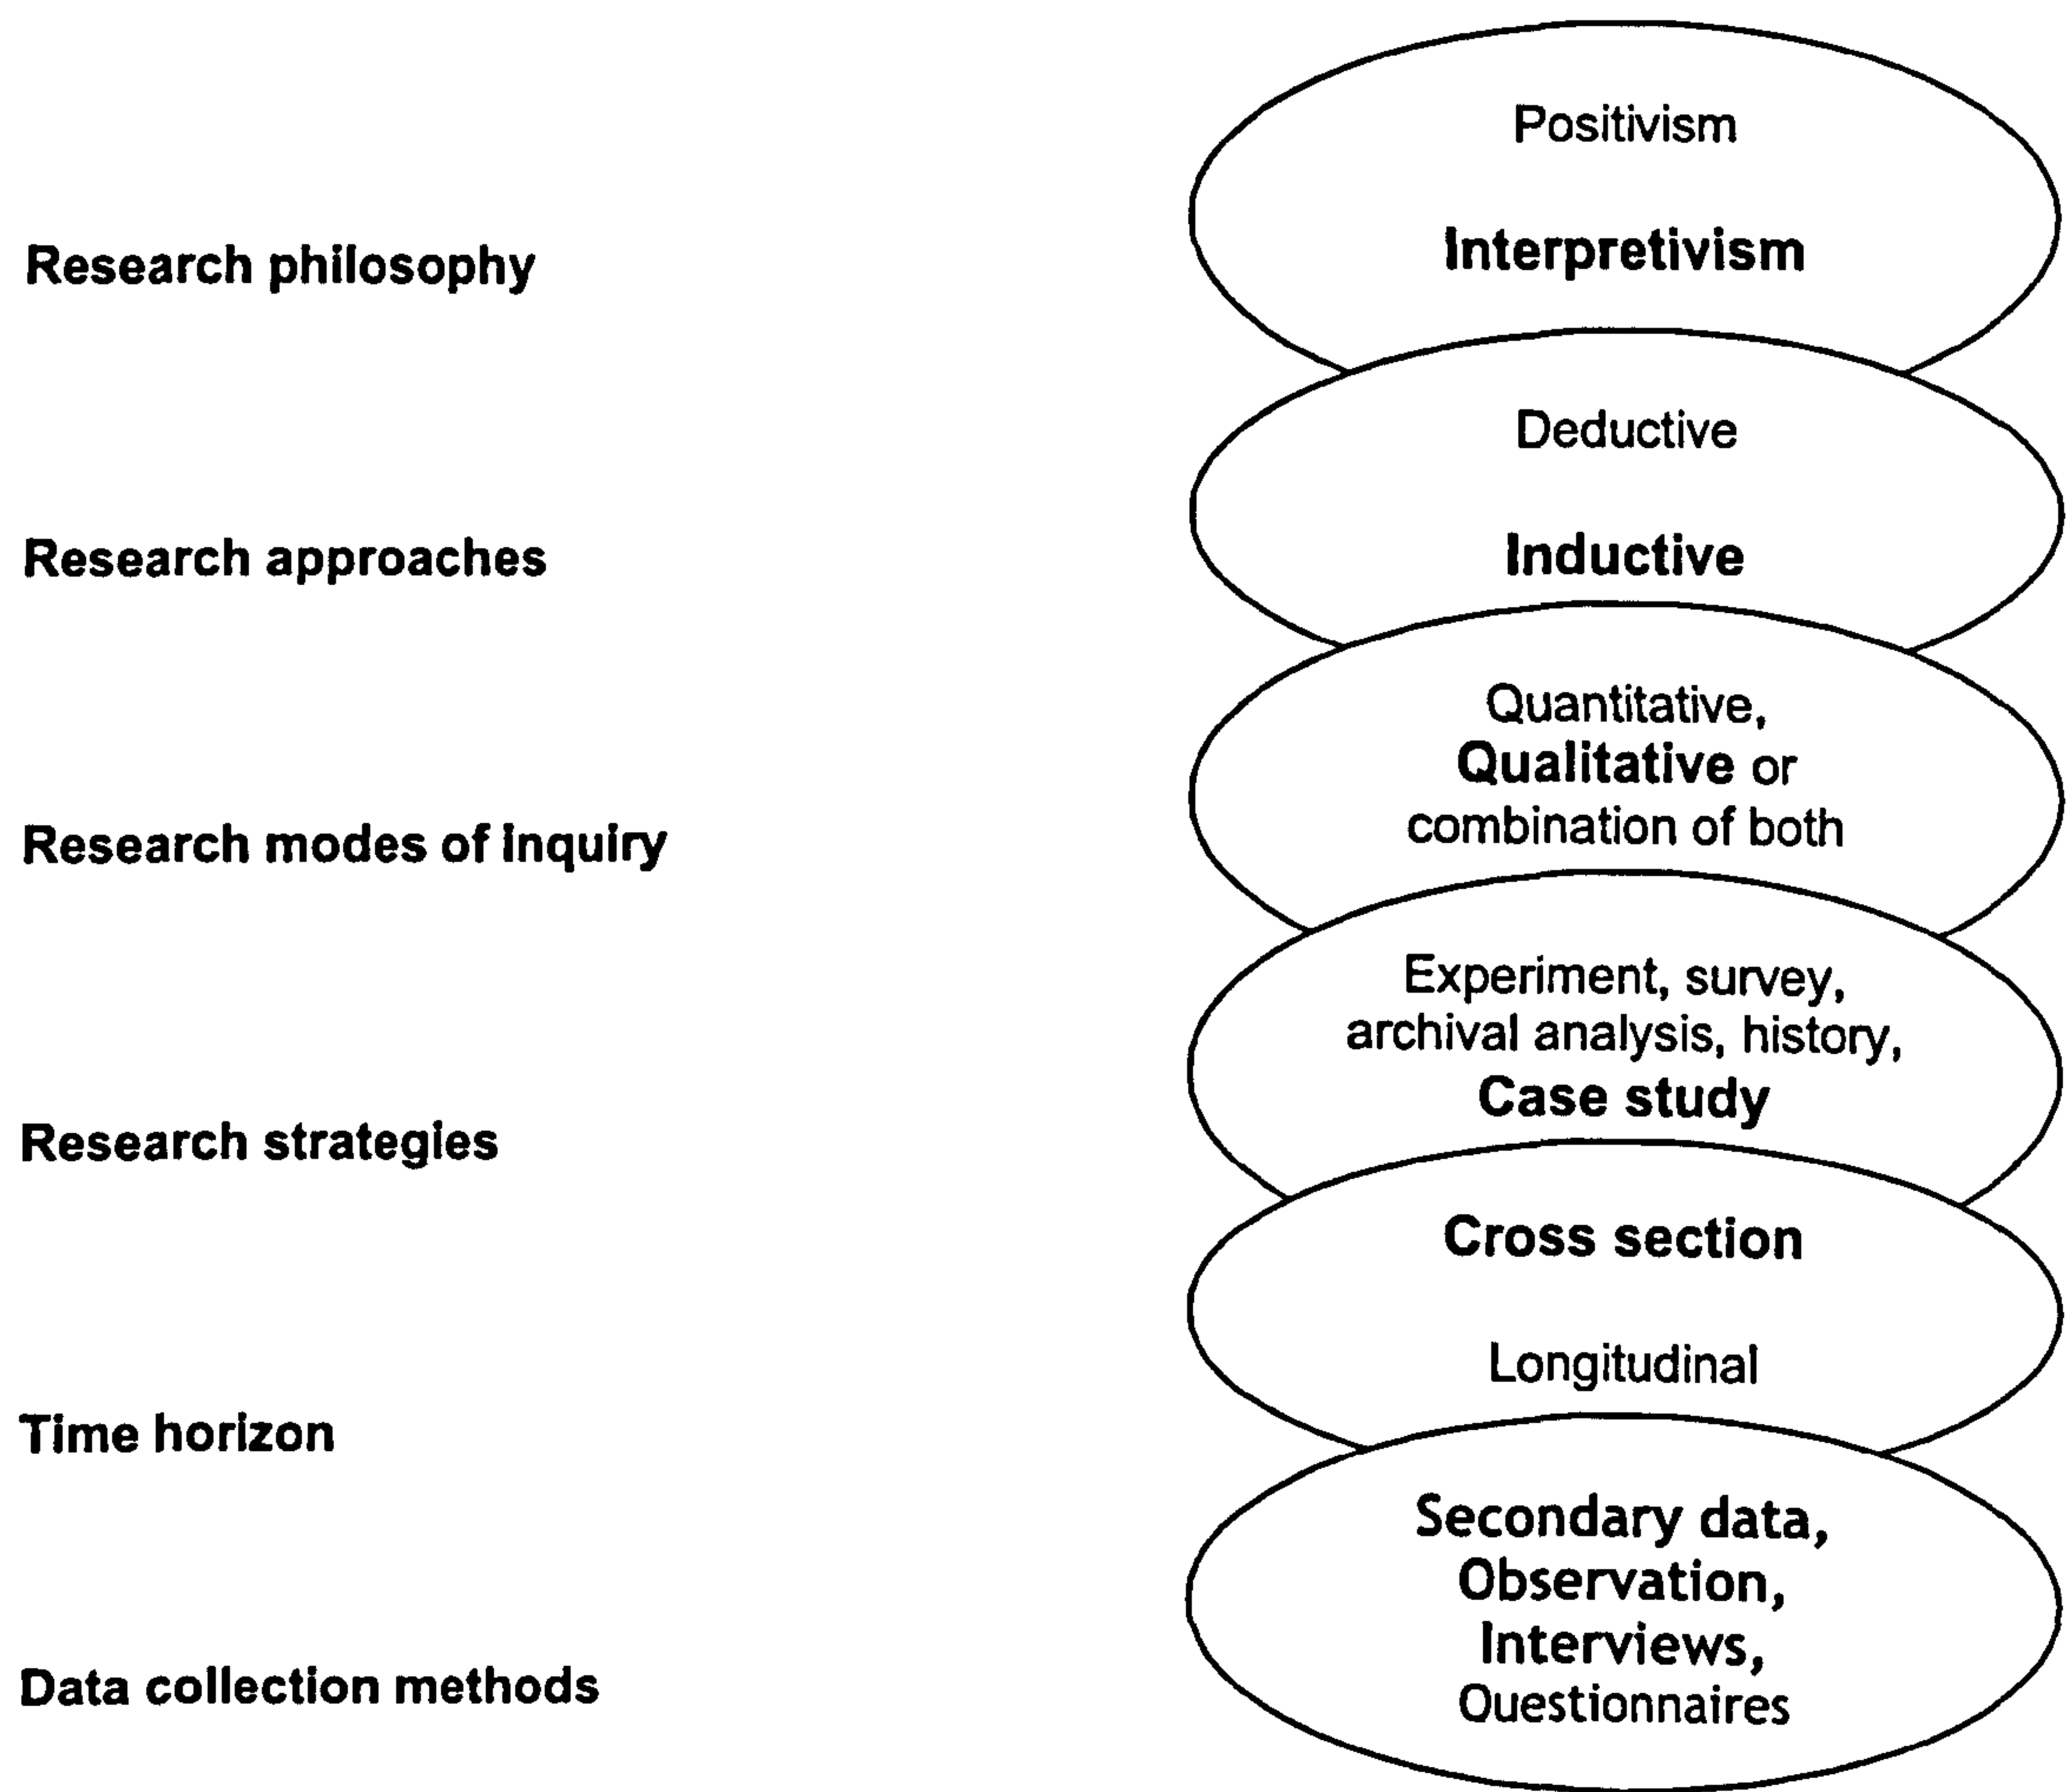 Positivism
Research philosophy
Interpretivism
Deductive
Research approaches
Inductive
Quantitative,
Qualitative or
combination of both
Research modes of inquiry
Experiment, survey,
archival analysis, history,
Case study
Research strategies
Cross section
Longitudinal
Time horizon
Secondary data,
Observation,
Interviews,
Questionnaires
Data collection methods